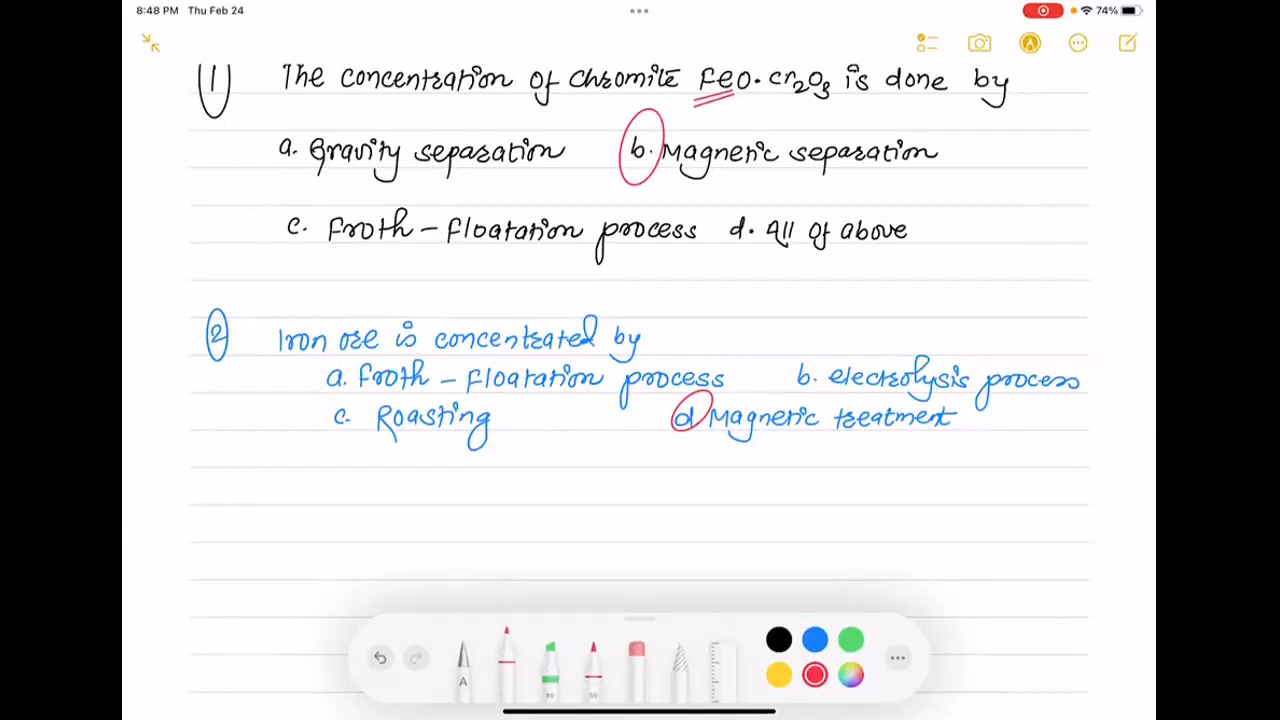 8:48 PM Thu Feb 24
74%
1 The concentration of chromite FeO·cr₂O₃ is done by
a. Gravity separation b. Magnetic separation
c. Froth - Floatation process d. All of above
2 Iron ore is concentrated by
a. Froth - Floatation process b. electrolysis process
c. Roasting d Magnetic treatment
A
80
50